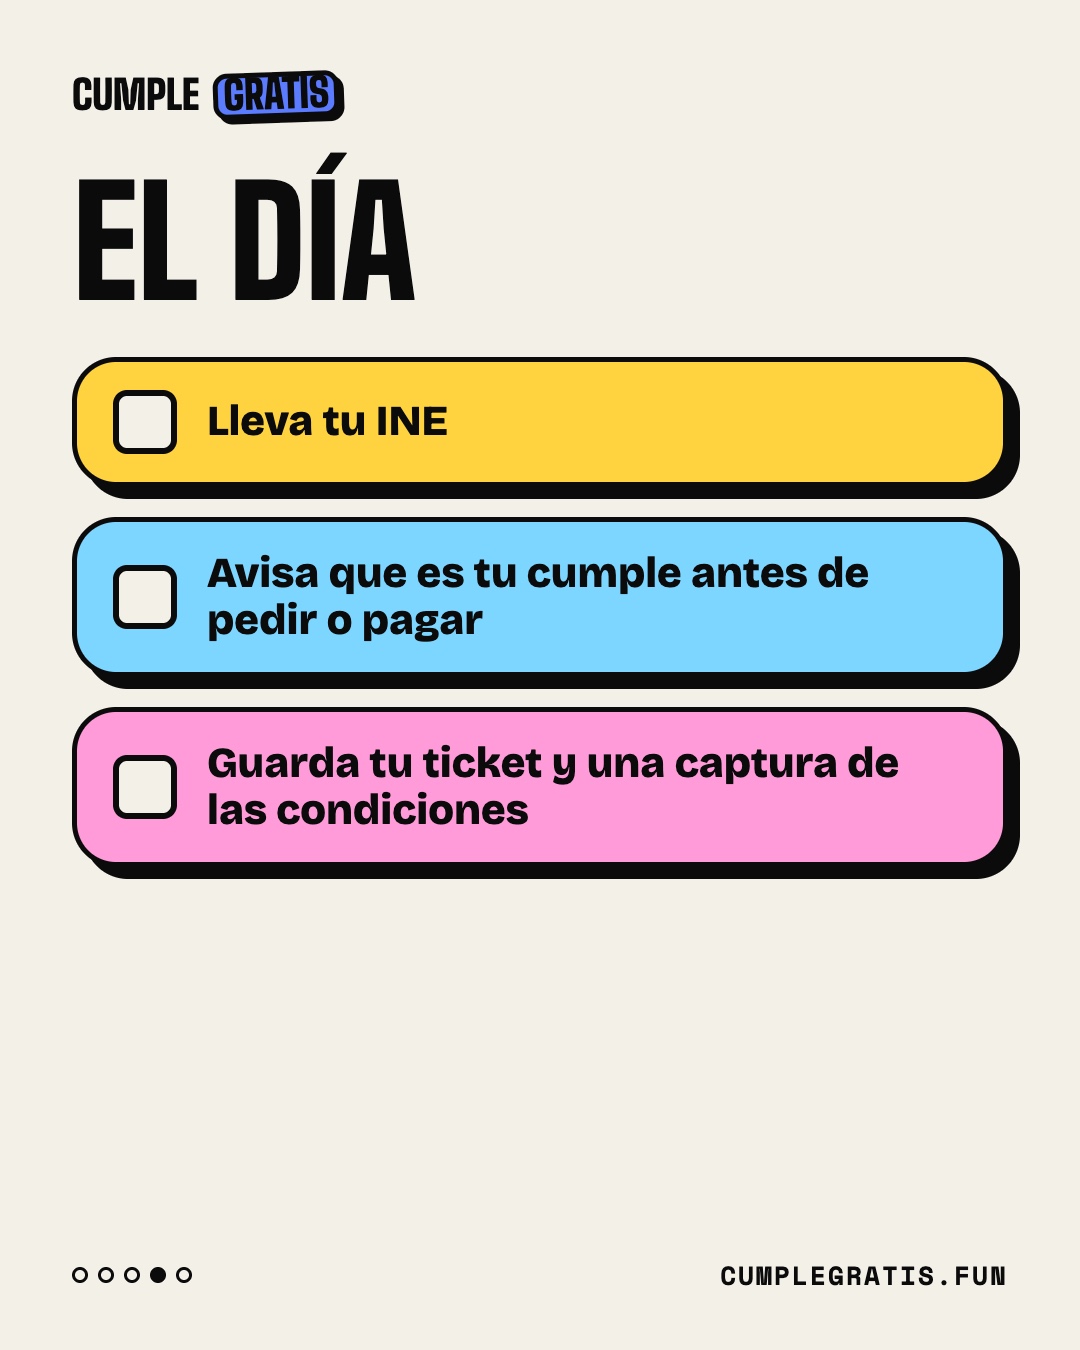 CUMPLE GRATIS
EL DÍA
Lleva tu INE
Avisa que es tu cumple antes de
pedir o pagar
Guarda tu ticket y una captura de
las condiciones
CUMPLEGRATIS.FUN